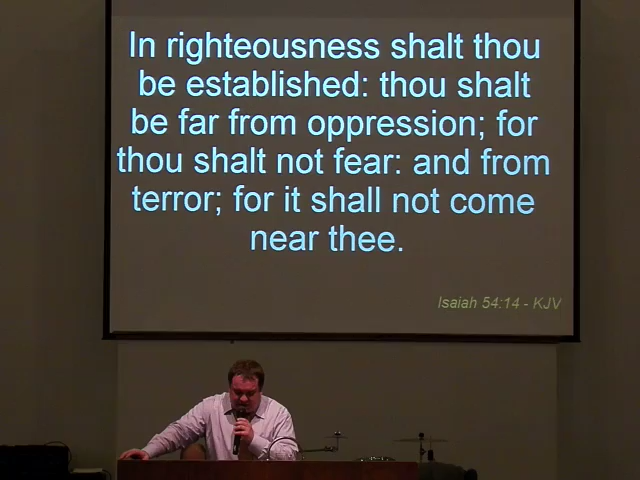 In righteousness shalt thou
be established: thou shalt
be far from oppression; for
thou shalt not fear: and from
terror; for it shall not come
near thee.
Isaiah 54:14 - KJV